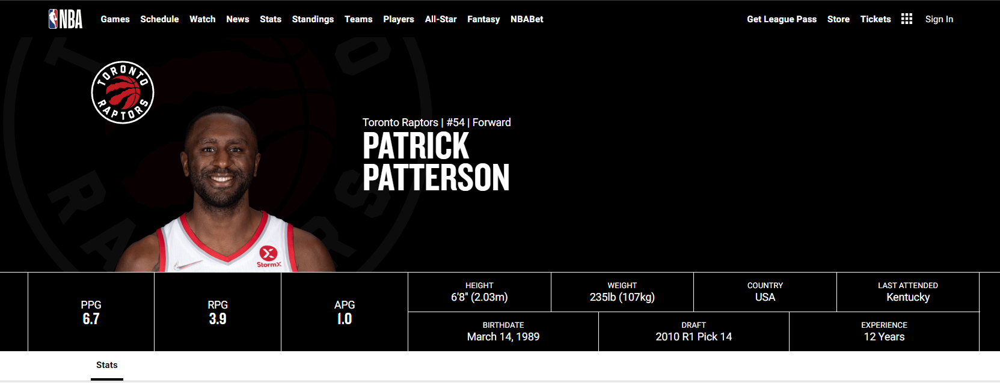 NBA Games Schedule Watch News Stats Standings Teams Players All-Star Fantasy NBABet Get League Pass Store Tickets Sign In
TORONTO
RAPTORS
Toronto Raptors | #54 | Forward
PATRICK
PATTERSON
StormX
PPG
6.7
RPG
3.9
APG
1.0
HEIGHT
6'8" (2.03m)
WEIGHT
235lb (107kg)
COUNTRY
USA
LAST ATTENDED
Kentucky
BIRTHDATE
March 14, 1989
DRAFT
2010 R1 Pick 14
EXPERIENCE
12 Years
Stats